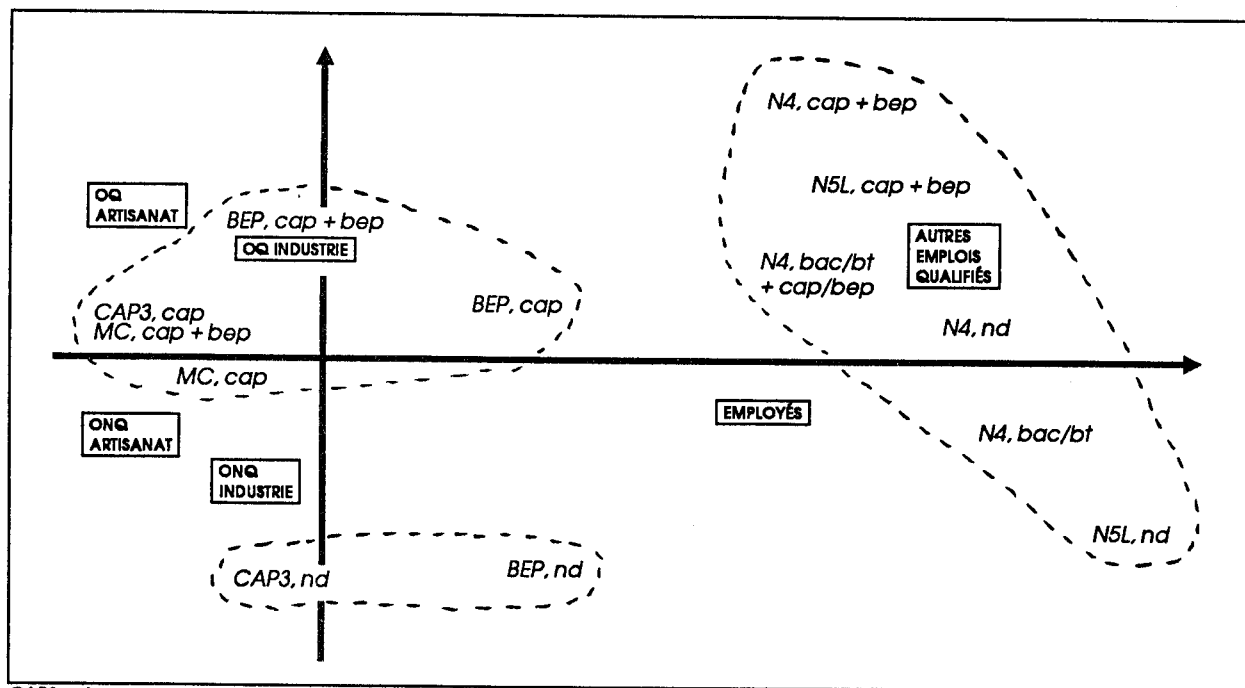 N4, cap + bep
N5L, cap + bep
OQ
ARTISANAT
BEP, cap + bep
OQ INDUSTRIE
AUTRES
EMPLOIS
QUALIFIÉS
N4, bac/bt
+ cap/bep
CAP3, cap
MC, cap + bep
BEP, cap
N4, nd
MC, cap
EMPLOYÉS
ONQ
ARTISANAT
N4, bac/bt
ONQ
INDUSTRIE
N5L, nd
CAP3, nd
BEP, nd